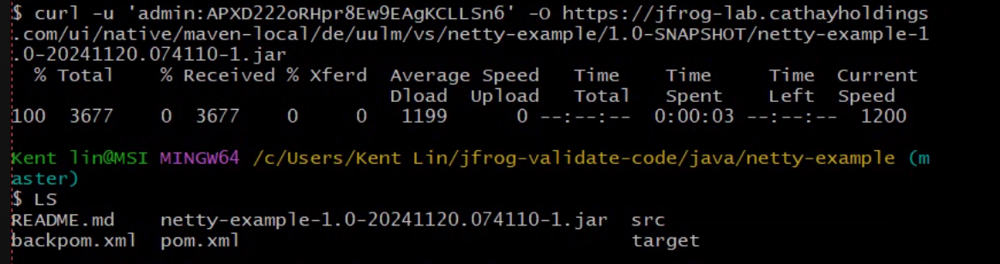 $ curl -u 'admin:APXD222oRHpr8Ew9EAgKCLLSn6' -O https://jfrog-lab.cathayholdings
.com/ui/native/maven-local/de/uulm/vs/netty-example/1.0-SNAPSHOT/netty-example-1
.0-20241120.074110-1.jar
% Total % Received % Xferd Average Speed Time Time Time Current
Dload Upload Total Spent Left Speed
100 3677 0 3677 0 0 1199 0 --:--:-- 0:00:03 --:--:-- 1200
Kent lin@MSI MINGW64 /c/Users/Kent Lin/jfrog-validate-code/java/netty-example (m
aster)
$ LS
README.md netty-example-1.0-20241120.074110-1.jar src
backpom.xml pom.xml target